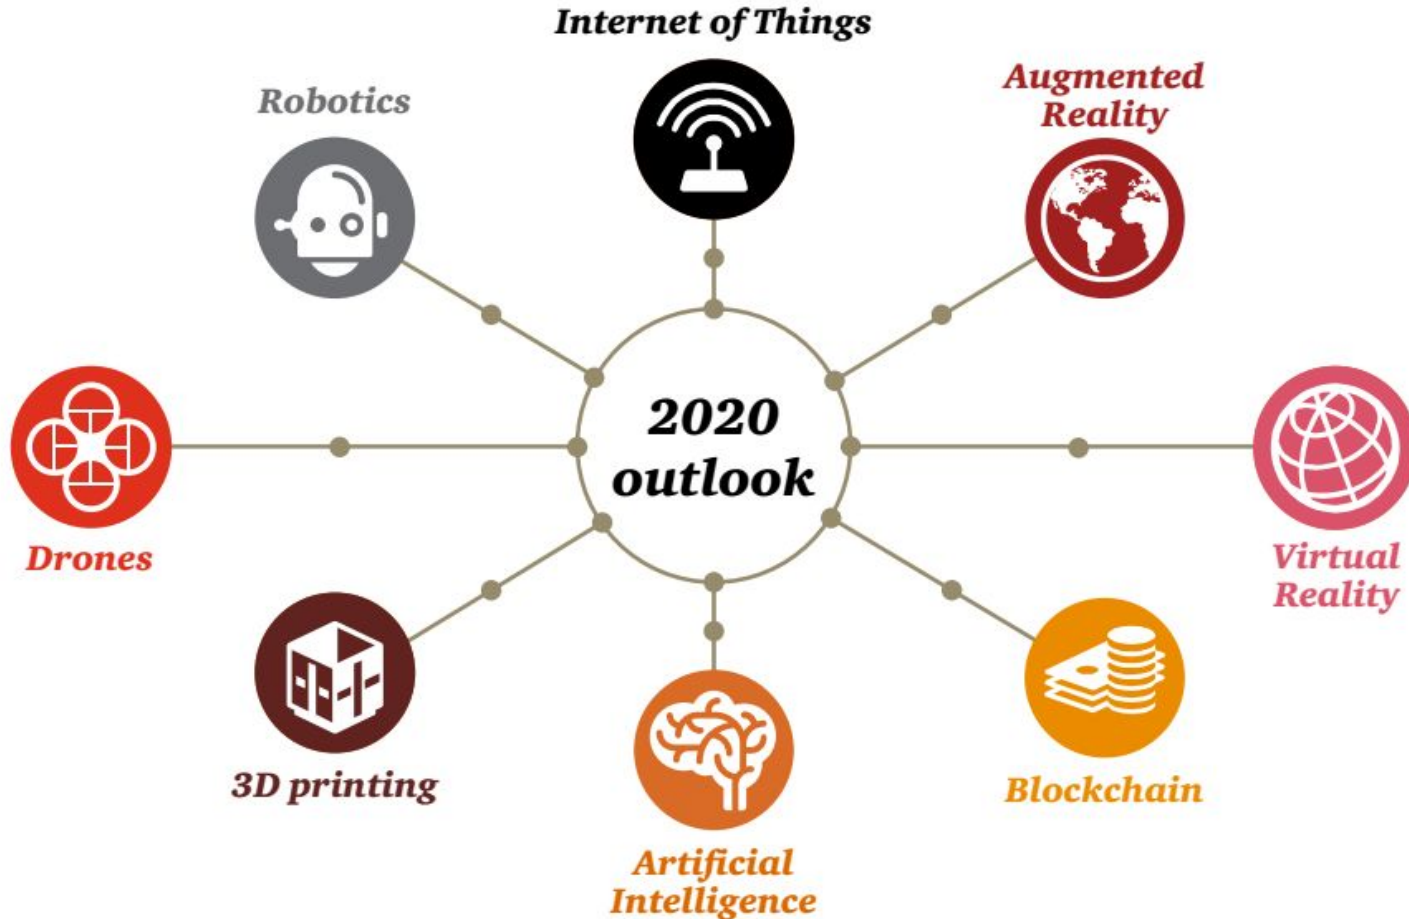 Internet of Things
Augmented
Reality
Robotics
2020
outlook
Drones
Virtual
Reality
3D printing
Blockchain
Artificial
Intelligence